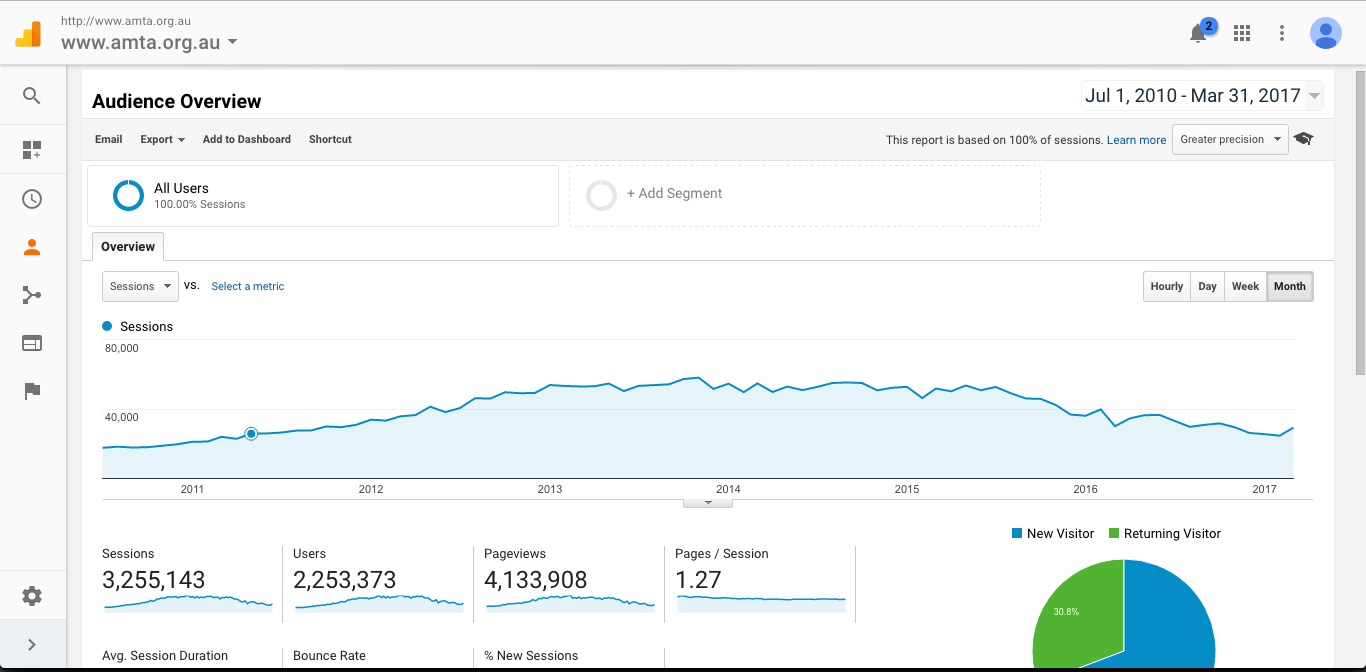 http://www.amta.org.au
www.amta.org.au
2
Audience Overview
Jul 1, 2010 - Mar 31, 2017
Email Export Add to Dashboard Shortcut
This report is based on 100% of sessions. Learn more Greater precision
All Users
100.00% Sessions
+ Add Segment
Overview
Sessions vs. Select a metric
Hourly Day Week Month
Sessions
80,000
40,000
2011 2012 2013 2014 2015 2016 2017
New Visitor Returning Visitor
Sessions Users Pageviews Pages / Session
3,255,143 2,253,373 4,133,908 1.27
30.8%
Avg. Session Duration Bounce Rate % New Sessions